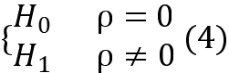 {H₀ ρ = 0
H₁ ρ ≠ 0 (4)